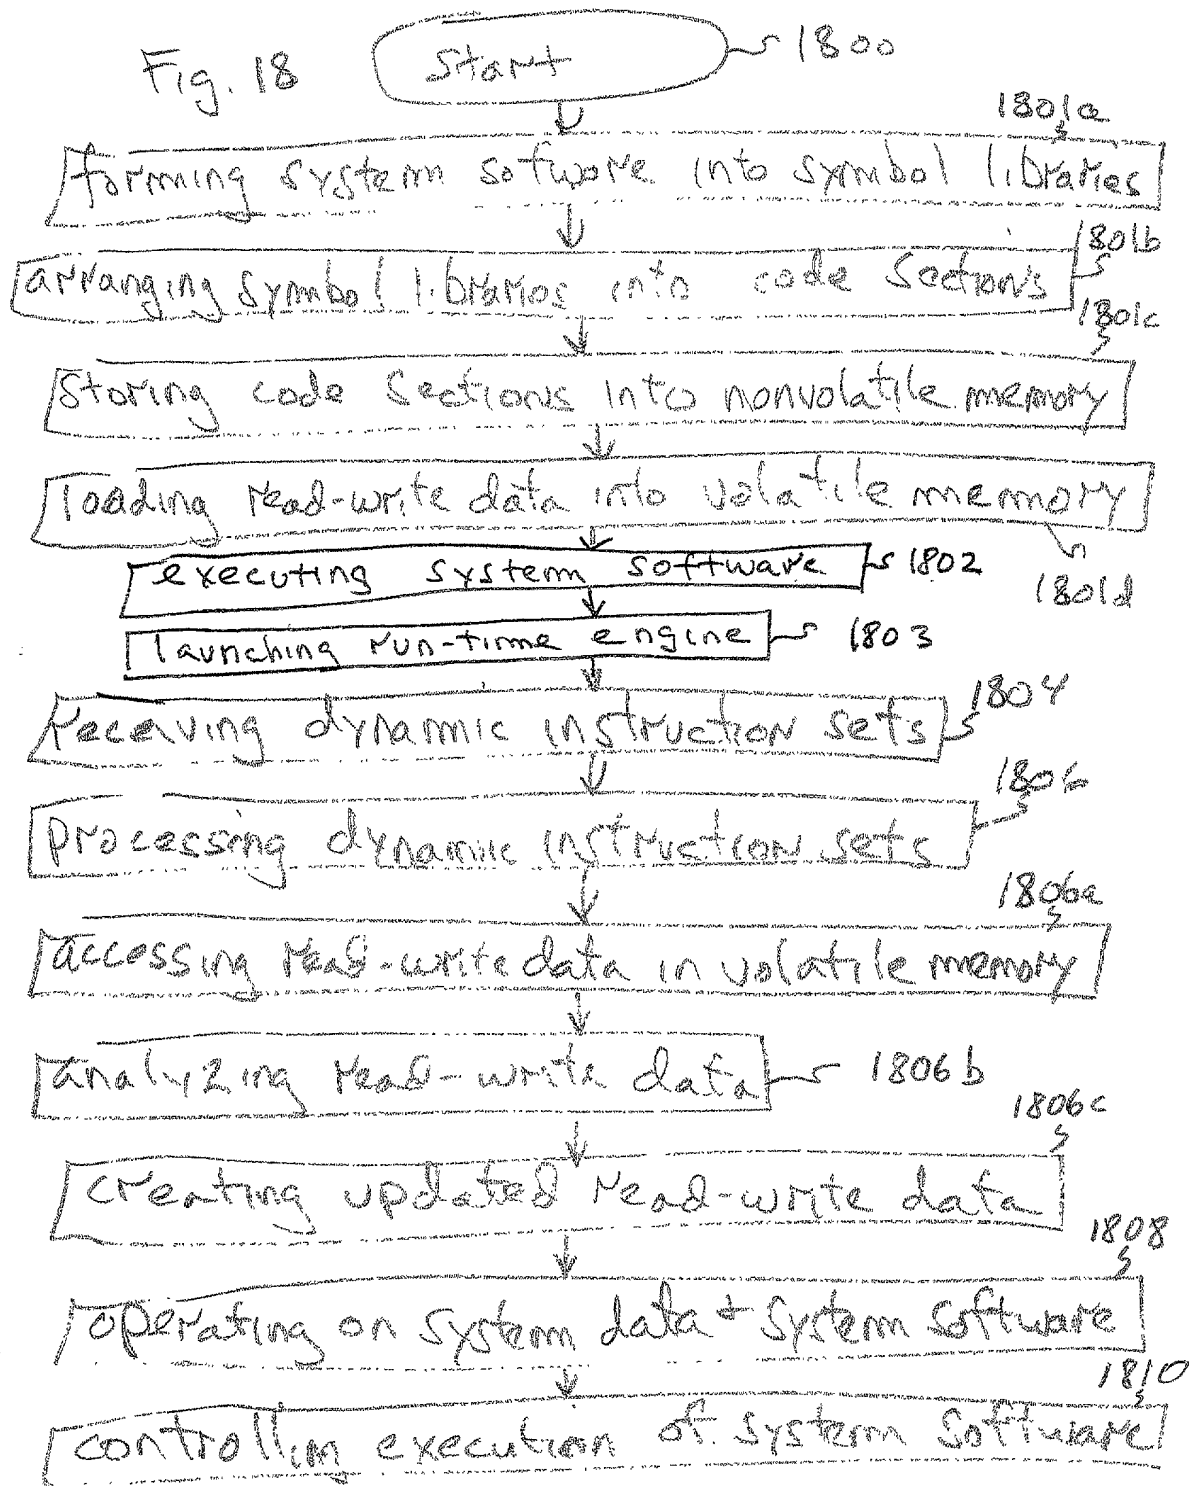 Fig. 18
Start 1800
1801a
forming system software into symbol libraries
1801b
arranging symbol libraries into code sections
1801c
storing code sections into nonvolatile memory
loading read-write data into volatile memory
1801d
executing system software 1802
launching run-time engine 1803
1804
receiving dynamic instruction sets
1806
processing dynamic instruction sets
1806a
accessing read-write data in volatile memory
analyzing read-write data 1806b
1806c
creating updated read-write data
1808
operating on system data + system software
1810
controllim execution of system software